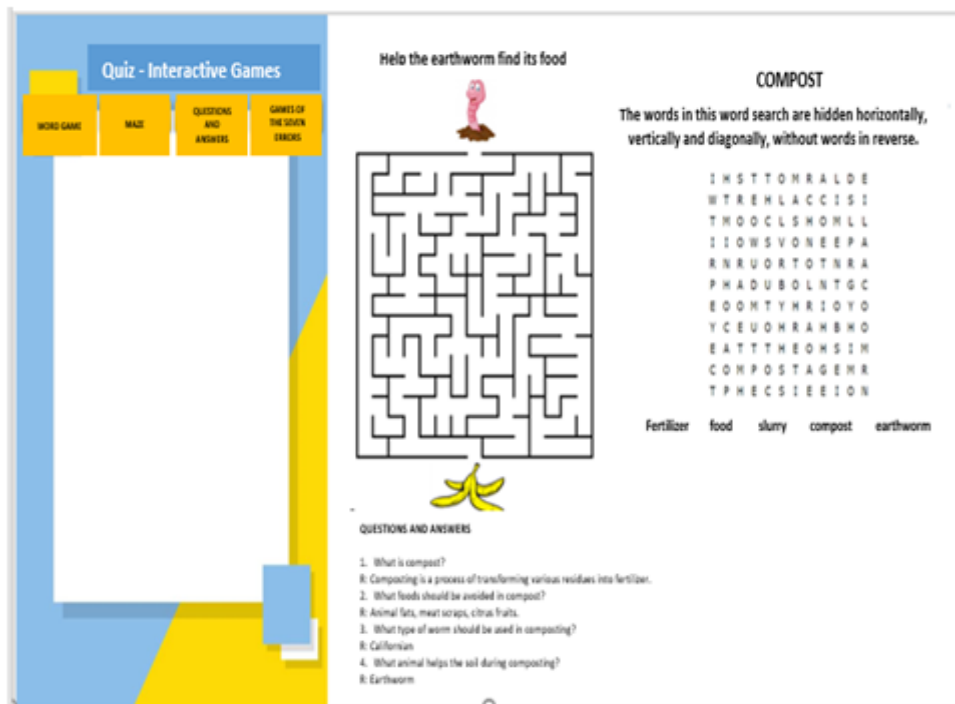 Quiz - Interactive Games
WORD GAME
MAZE
QUESTIONS
AND
ANSWERS
GAMES OF
THE SEVEN
ERRORS
Help the earthworm find its food
COMPOST
The words in this word search are hidden horizontally,
vertically and diagonally, without words in reverse.
I H S T T O M R A L D E
W T R E H L A C C I S I
T M O O C L S H O M L L
I I O W S V O N E E P A
R N R U O R T O T N R A
P H A D U B O L N T G C
E O O M T Y H R I O Y O
Y C E U O H R A H B H O
E A T T T H E O H S I M
C O M P O S T A G E M R
T P H E C S I E E I O N
Fertilizer food slurry compost earthworm
QUESTIONS AND ANSWERS
1. What is compost?
R: Composting is a process of transforming various residues into fertilizer.
2. What foods should be avoided in compost?
R: Animal fats, meat scraps, citrus fruits.
3. What type of worm should be used in composting?
R: Californian
4. What animal helps the soil during composting?
R: Earthworm